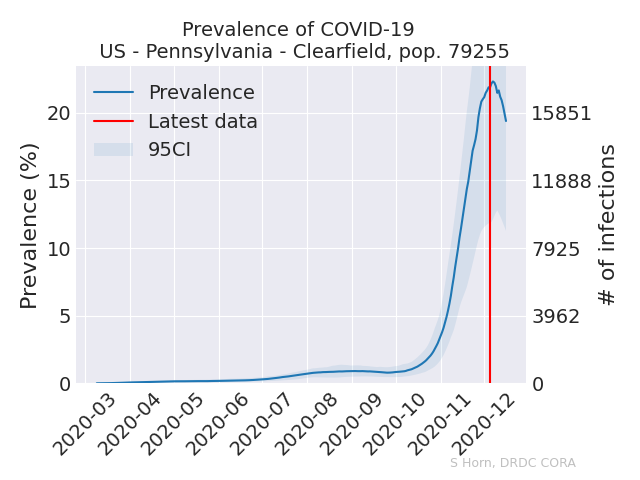 Prevalence of COVID-19
US - Pennsylvania - Clearfield, pop. 79255
Prevalence
Latest data
95CI
Prevalence (%)
20
15
10
5
0
15851
11888
7925
3962
0
# of infections
2020-03
2020-04
2020-05
2020-06
2020-07
2020-08
2020-09
2020-10
2020-11
2020-12
S Horn, DRDC CORA